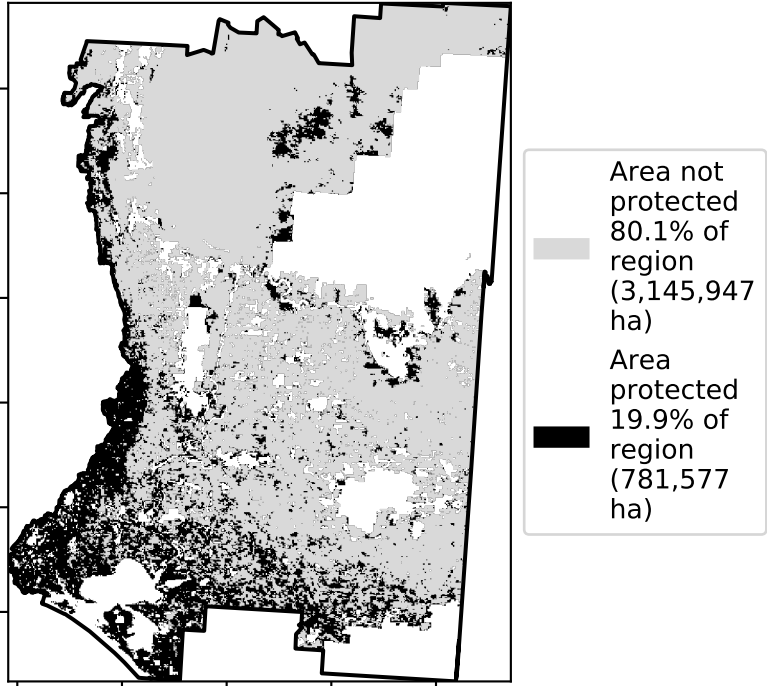 Area not
protected
80.1% of
region
(3,145,947
ha)
Area
protected
19.9% of
region
(781,577
ha)